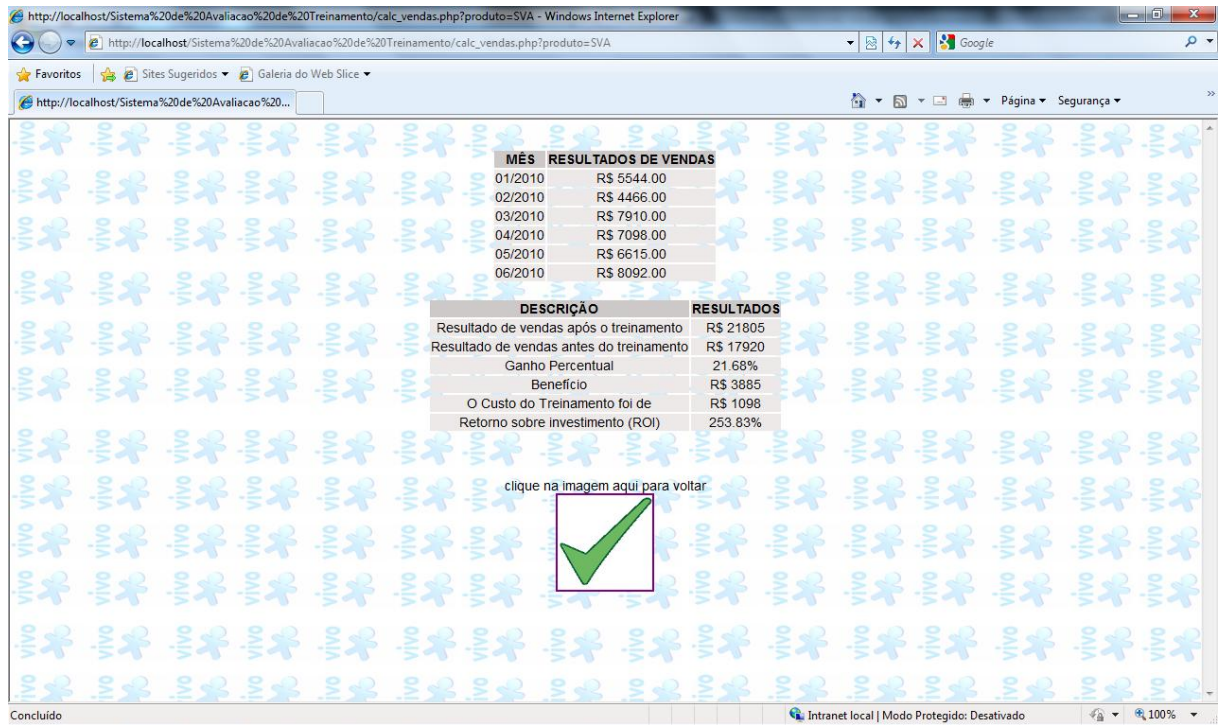 http://localhost/Sistema%20de%20Avaliacao%20de%20Treinamento/calc_vendas.php?produto=SVA - Windows Internet Explorer
http://localhost/Sistema%20de%20Avaliacao%20de%20Treinamento/calc_vendas.php?produto=SVA
Google
Favoritos Sites Sugeridos Galeria do Web Slice
http://localhost/Sistema%20de%20Avaliacao%20...
Página Segurança
MÊS RESULTADOS DE VENDAS
01/2010 R$ 5544.00
02/2010 R$ 4466.00
03/2010 R$ 7910.00
04/2010 R$ 7098.00
05/2010 R$ 6615.00
06/2010 R$ 8092.00
DESCRIÇÃO RESULTADOS
Resultado de vendas após o treinamento R$ 21805
Resultado de vendas antes do treinamento R$ 17920
Ganho Percentual 21.68%
Benefício R$ 3885
O Custo do Treinamento foi de R$ 1098
Retorno sobre investimento (ROI) 253.83%
clique na imagem aqui para voltar
vivo
Concluído
Intranet local | Modo Protegido: Desativado
100%